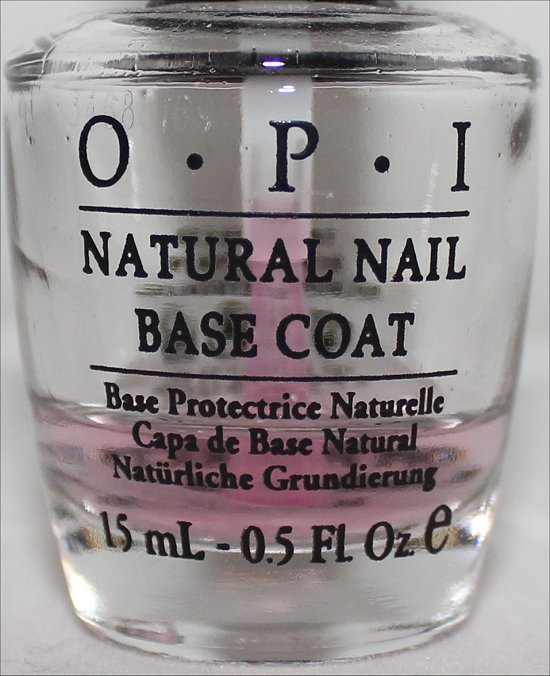 O · P · I
NATURAL NAIL
BASE COAT
Base Protectrice Naturelle
Capa de Base Natural
Natürliche Grundierung
15 mL - 0.5 Fl. Oz. e